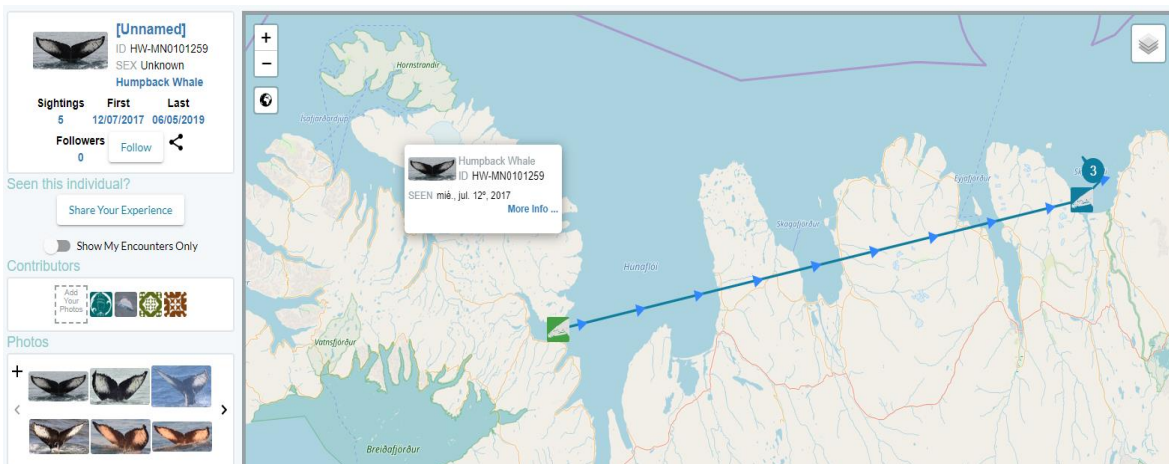 [Unnamed]
ID HW-MN0101259
SEX Unknown
Humpback Whale
Sightings First Last
5 12/07/2017 06/05/2019
Followers
0
Follow
Seen this individual?
Share Your Experience
Show My Encounters Only
Contributors
Add
Your
Photos
Photos
+
−
Hornstrandir
Ísafjarðardjúp
Humpback Whale
ID HW-MN0101259
SEEN mié., jul. 12º, 2017
More Info ...
Eyjafjörður
3
Skagafjörður
Húnaflói
Vatnsfjörður
Breiðafjörður